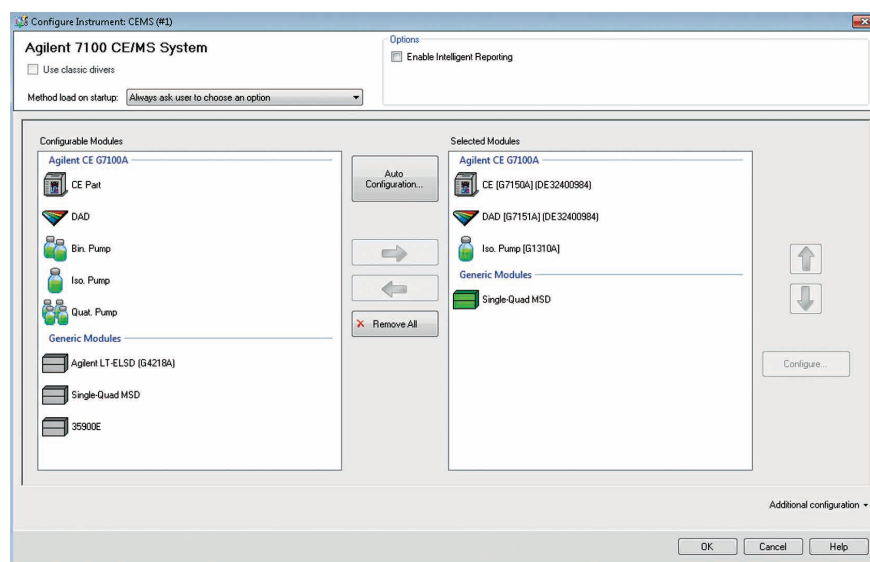 Configure Instrument: CEMS (#1)
Agilent 7100 CE/MS System
Use classic drivers
Method load on startup: Always ask user to choose an option
Options
Enable Intelligent Reporting
Configurable Modules
Agilent CE G7100A
CE Part
DAD
Bin. Pump
Iso. Pump
Quat. Pump
Generic Modules
Agilent LT-ELSD (G4218A)
Single-Quad MSD
35900E
Auto
Configuration...
Remove All
Selected Modules
Agilent CE G7100A
CE [G7150A] (DE32400984)
DAD [G7151A] (DE32400984)
Iso. Pump [G1310A]
Generic Modules
Single-Quad MSD
Configure...
Additional configuration
OK
Cancel
Help